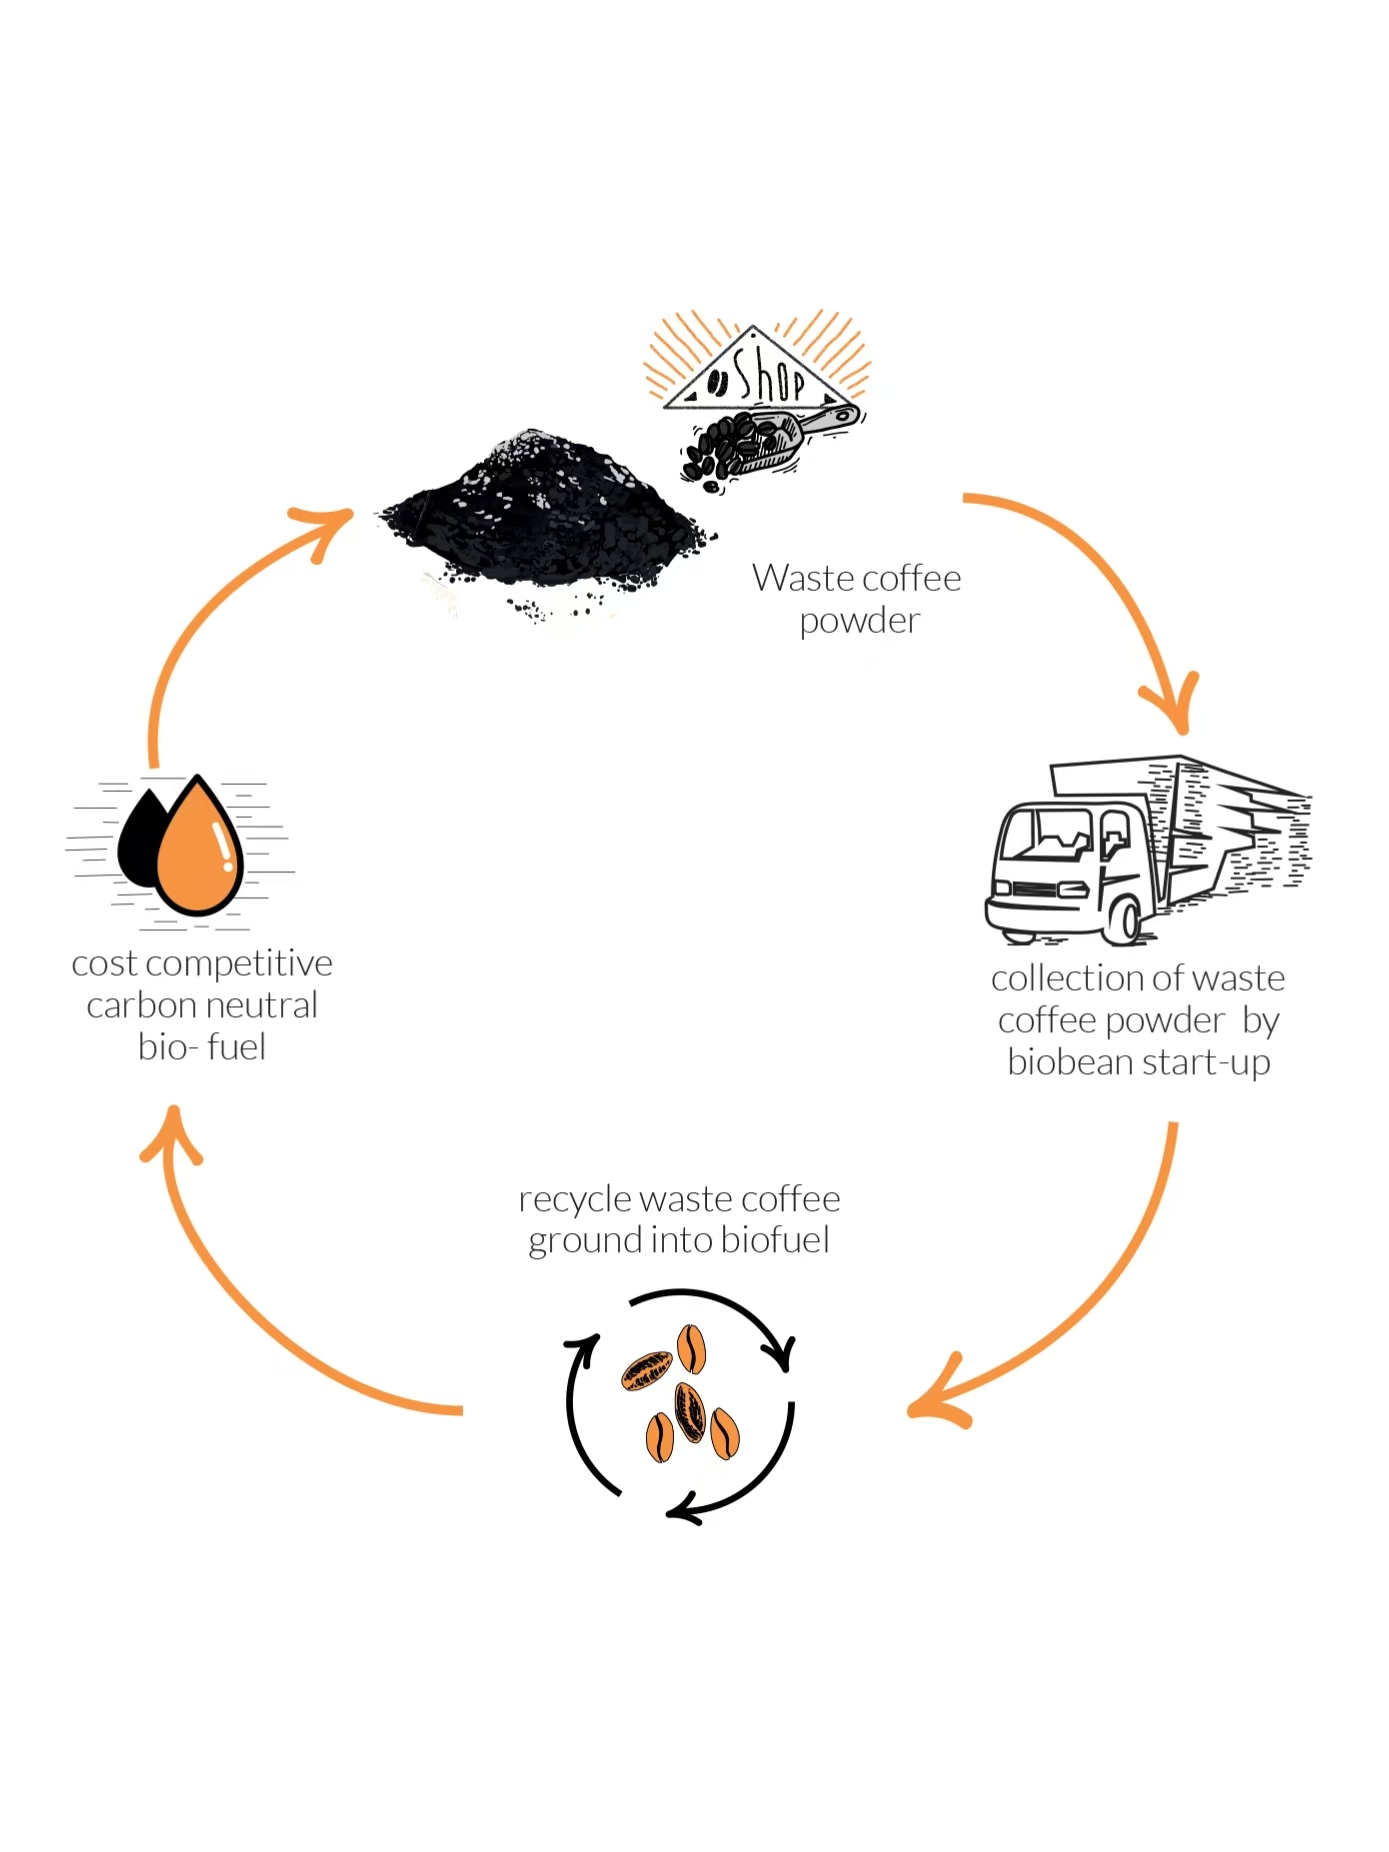 Shop
Waste coffee
powder
collection of waste
coffee powder  by
biobean start-up
recycle waste coffee
ground into biofuel
cost competitive
carbon neutral
bio- fuel